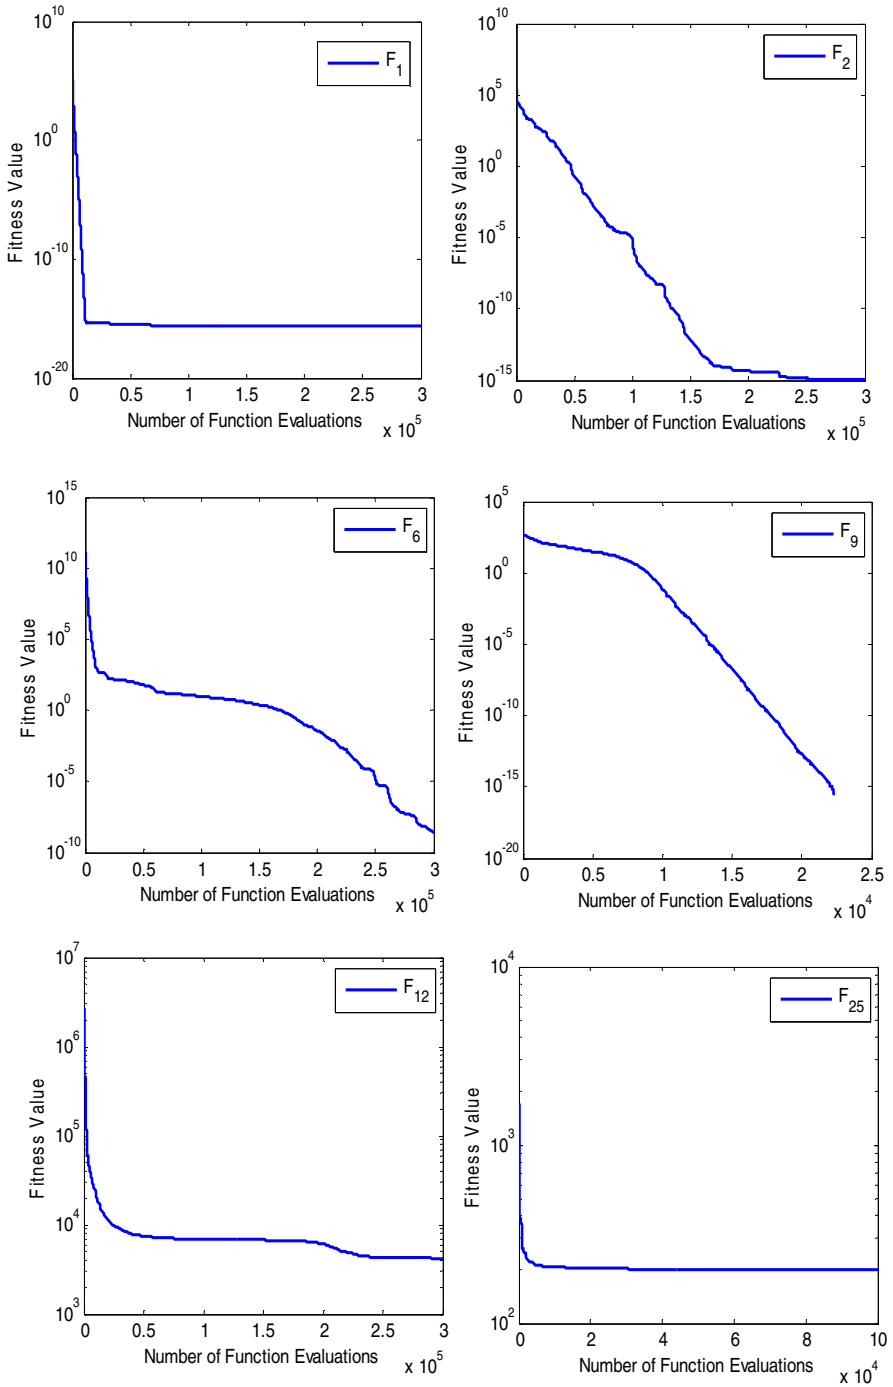 10^10
10^0
10^-10
10^-20
Fitness Value
F_1
0 0.5 1 1.5 2 2.5 3
Number of Function Evaluations
x 10^5
10^10
10^5
10^0
10^-5
10^-10
10^-15
Fitness Value
F_2
0 0.5 1 1.5 2 2.5 3
Number of Function Evaluations
x 10^5
10^15
10^10
10^5
10^0
10^-5
10^-10
Fitness Value
F_6
0 0.5 1 1.5 2 2.5 3
Number of Function Evaluations
x 10^5
10^5
10^0
10^-5
10^-10
10^-15
10^-20
Fitness Value
F_9
0 0.5 1 1.5 2 2.5
Number of Function Evaluations
x 10^4
10^7
10^6
10^5
10^4
10^3
Fitness Value
F_12
0 0.5 1 1.5 2 2.5 3
Number of Function Evaluations
x 10^5
10^4
10^3
10^2
Fitness Value
F_25
0 2 4 6 8 10
Number of Function Evaluations
x 10^4